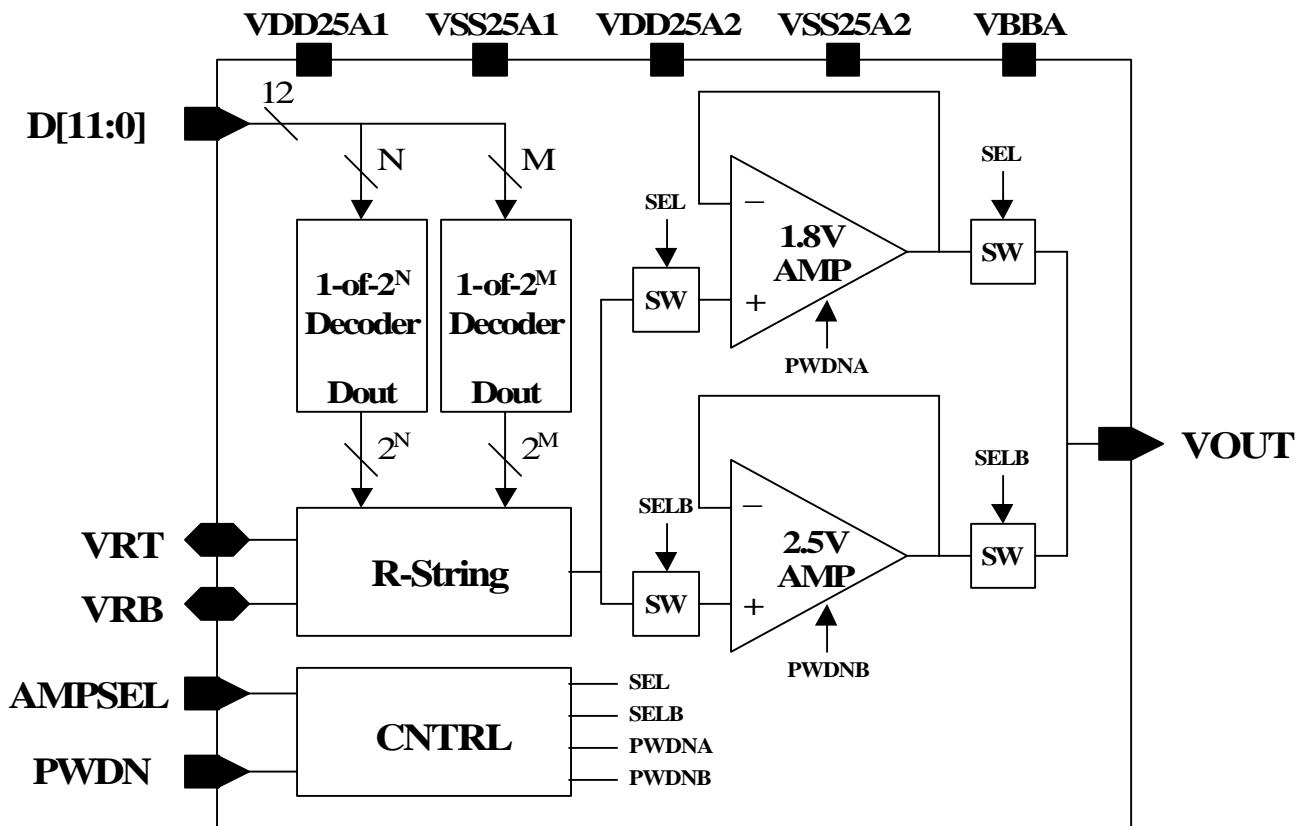 VDD25A1 VSS25A1 VDD25A2 VSS25A2 VBBA
D[11:0]
12
N
M
1-of-2^N
Decoder
Dout
1-of-2^M
Decoder
Dout
2^N
2^M
VRT
VRB
R-String
AMPSEL
PWDN
CNTRL
SEL
SELB
PWDNA
PWDNB
SEL
SW
−
+
1.8V
AMP
PWDNA
SEL
SW
SELB
SW
−
+
2.5V
AMP
PWDNB
SELB
SW
VOUT